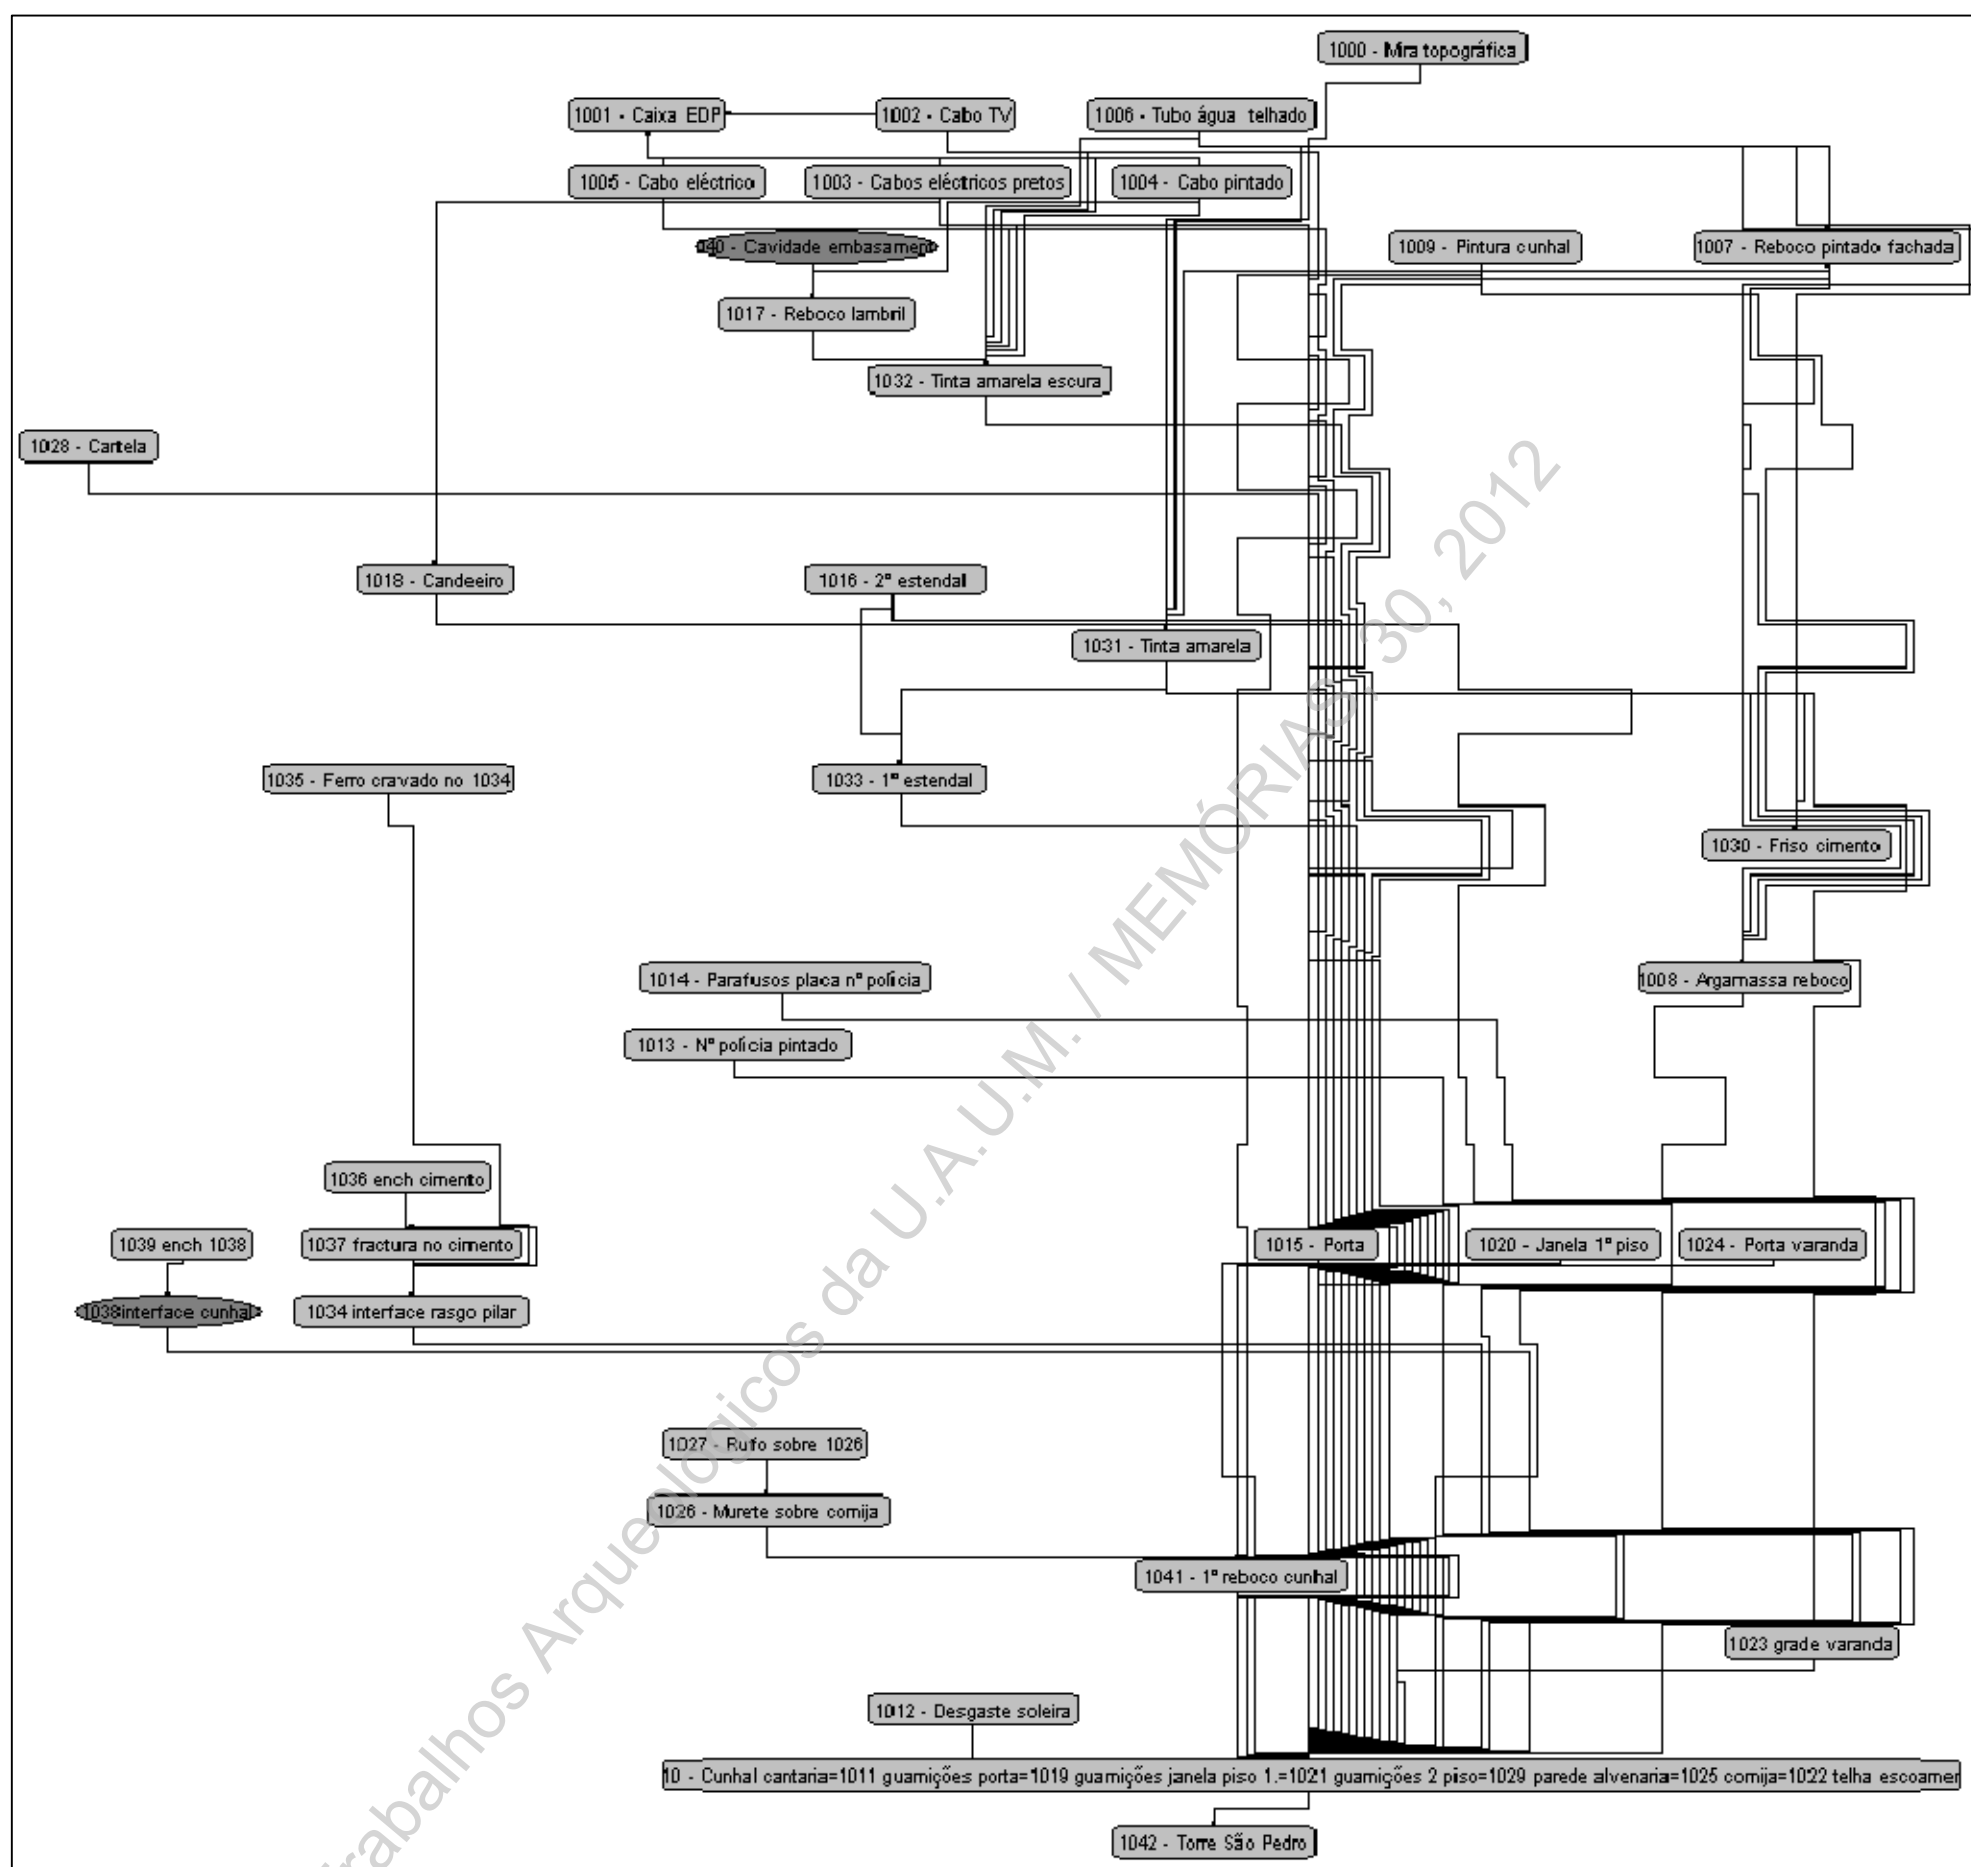 1000 - Mira topográfica
1001 - Caixa EDP
1002 - Cabo TV
1006 - Tubo água telhado
1005 - Cabo eléctrico
1003 - Cabos eléctricos pretos
1004 - Cabo pintado
040 - Cavidade embasament
1009 - Pintura cunhal
1007 - Reboco pintado fachada
1017 - Reboco lambril
1032 - Tinta amarela escura
1028 - Cartela
1018 - Candeeiro
1016 - 2º estendal
1031 - Tinta amarela
1035 - Ferro cravado no 1034
1033 - 1º estendal
1030 - Friso cimento
1014 - Parafusos placa nº polícia
1008 - Argamassa reboco
1013 - Nº polícia pintado
1036 ench cimento
1039 ench 1038
1037 fractura no cimento
1015 - Porta
1020 - Janela 1º piso
1024 - Porta varanda
1038 interface cunhal
1034 interface rasgo pilar
1027 - Rufo sobre 1026
1026 - Murete sobre cornija
1041 - 1º reboco cunhal
1023 grade varanda
1012 - Desgaste soleira
10 - Cunhal cantaria=1011 guarnições porta=1019 guarnições janela piso 1.=1021 guarnições 2 piso=1029 parede alvenaria=1025 cornija=1022 telha escoamer
1042 - Torre São Pedro
Trabalhos Arqueologicos da U.A.U.M. / MEMÓRIAS, 30, 2012